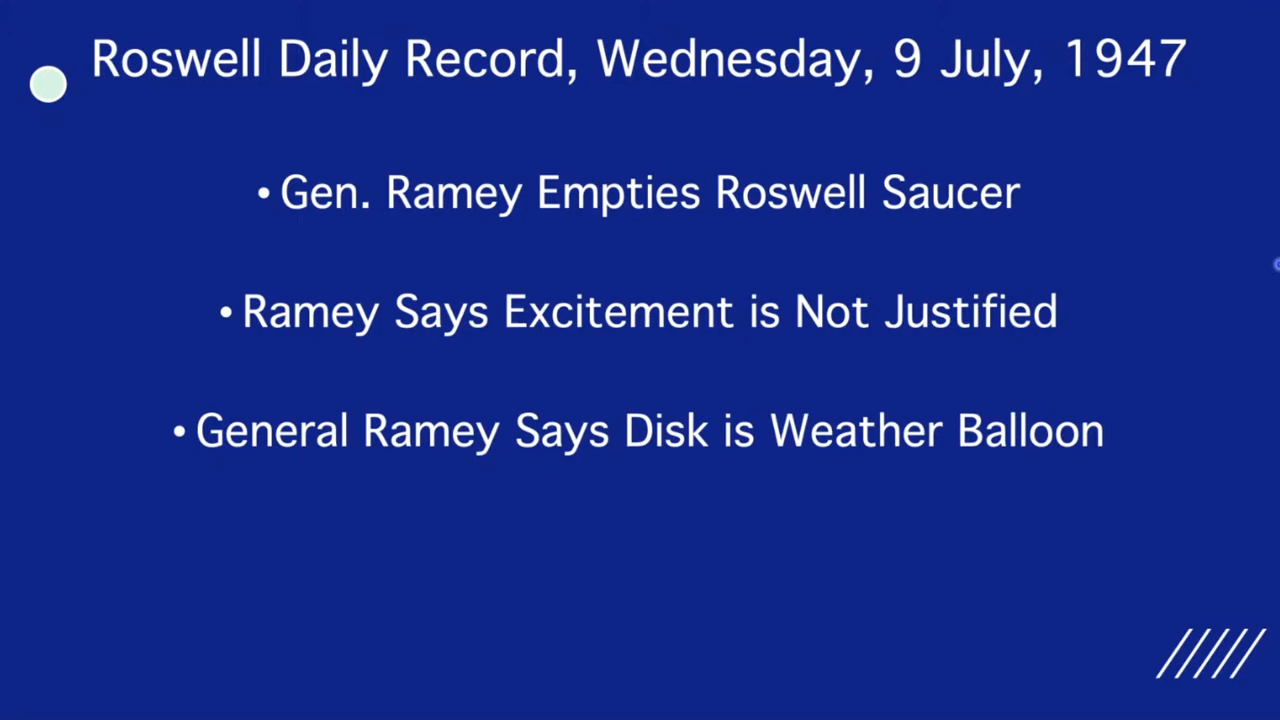 Roswell Daily Record, Wednesday, 9 July, 1947
• Gen. Ramey Empties Roswell Saucer
• Ramey Says Excitement is Not Justified
• General Ramey Says Disk is Weather Balloon